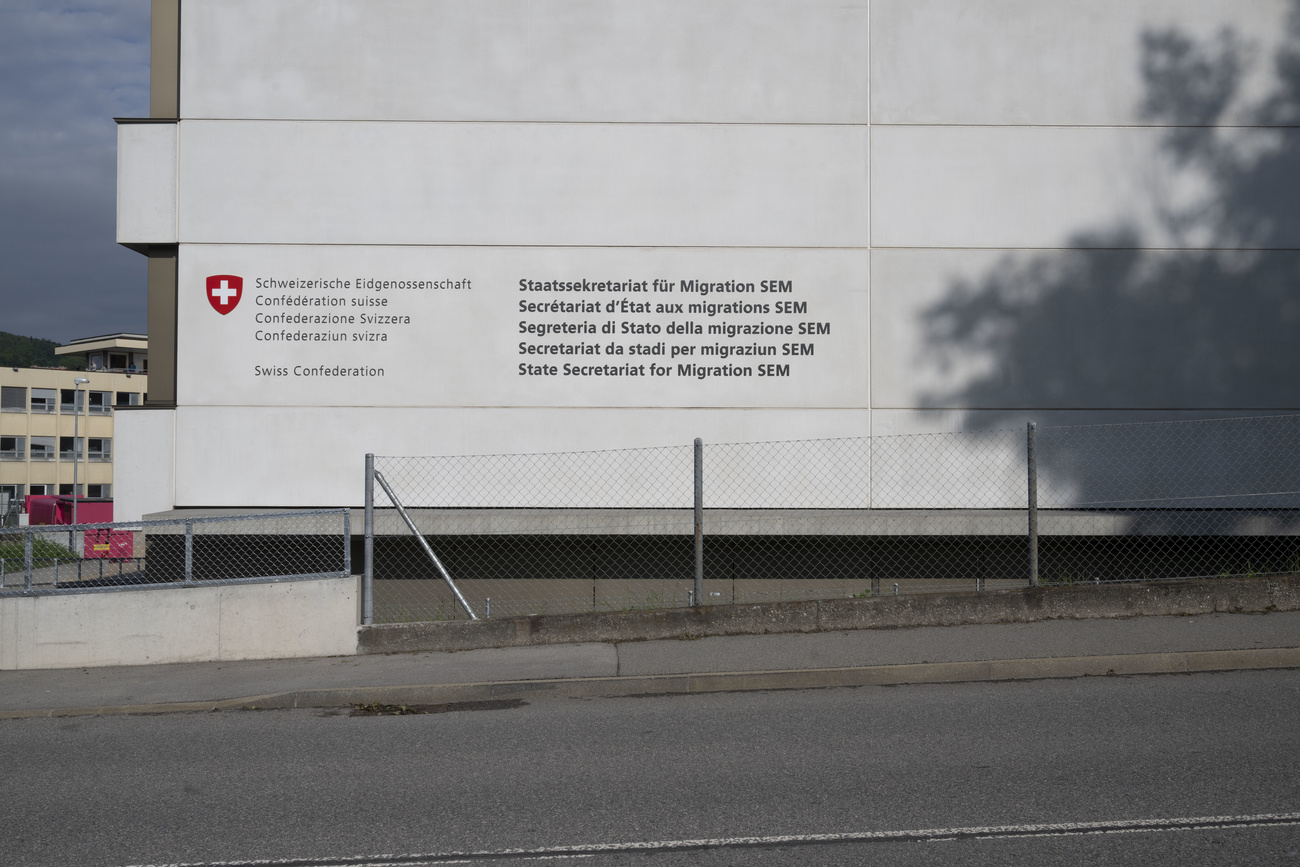 Schweizerische Eidgenossenschaft
Confédération suisse
Confederazione Svizzera
Confederaziun svizra
Swiss Confederation
Staatssekretariat für Migration SEM
Secrétariat d'État aux migrations SEM
Segreteria di Stato della migrazione SEM
Secretariat da stadi per migraziun SEM
State Secretariat for Migration SEM